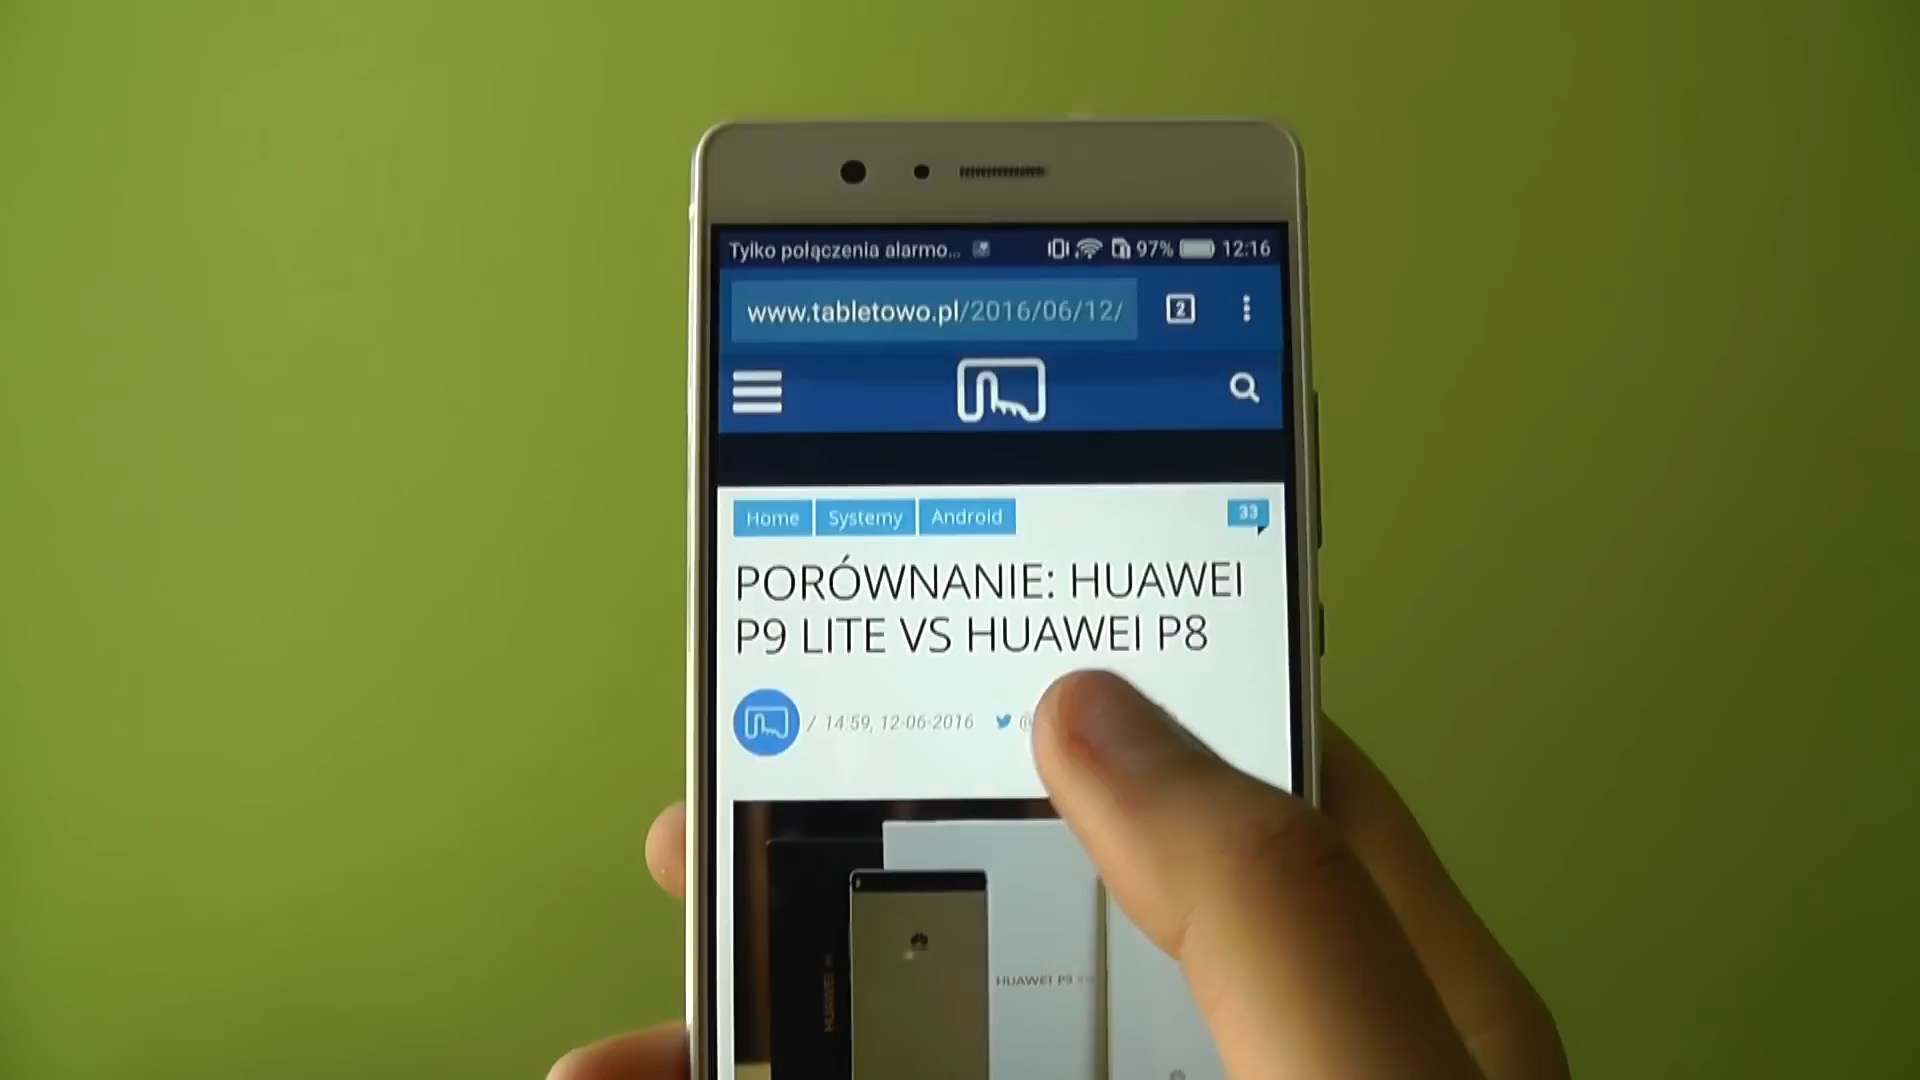 Tylko połączenia alarmo... 97% 12:16
www.tabletowo.pl/2016/06/12/ 2
Home Systemy Android 33
PORÓWNANIE: HUAWEI
P9 LITE VS HUAWEI P8
/ 14:59, 12-06-2016 @
HUAWEI
HUAWEI P9